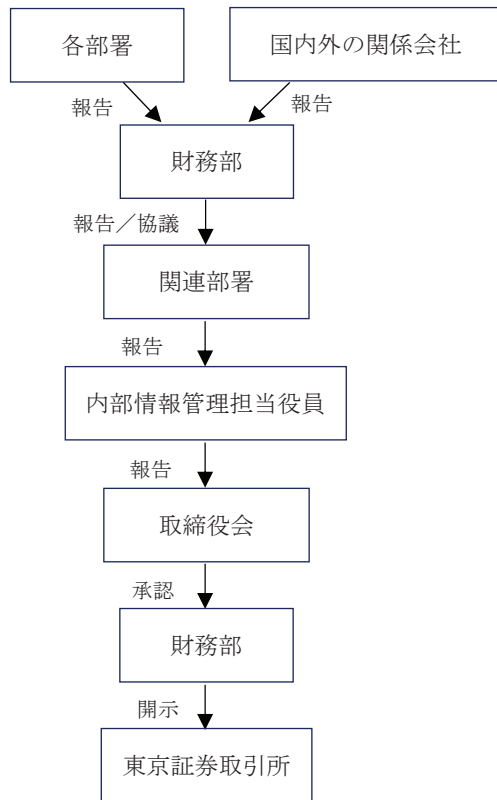 各部署
国内外の関係会社
報告
報告
財務部
報告／協議
関連部署
報告
内部情報管理担当役員
報告
取締役会
承認
財務部
開示
東京証券取引所